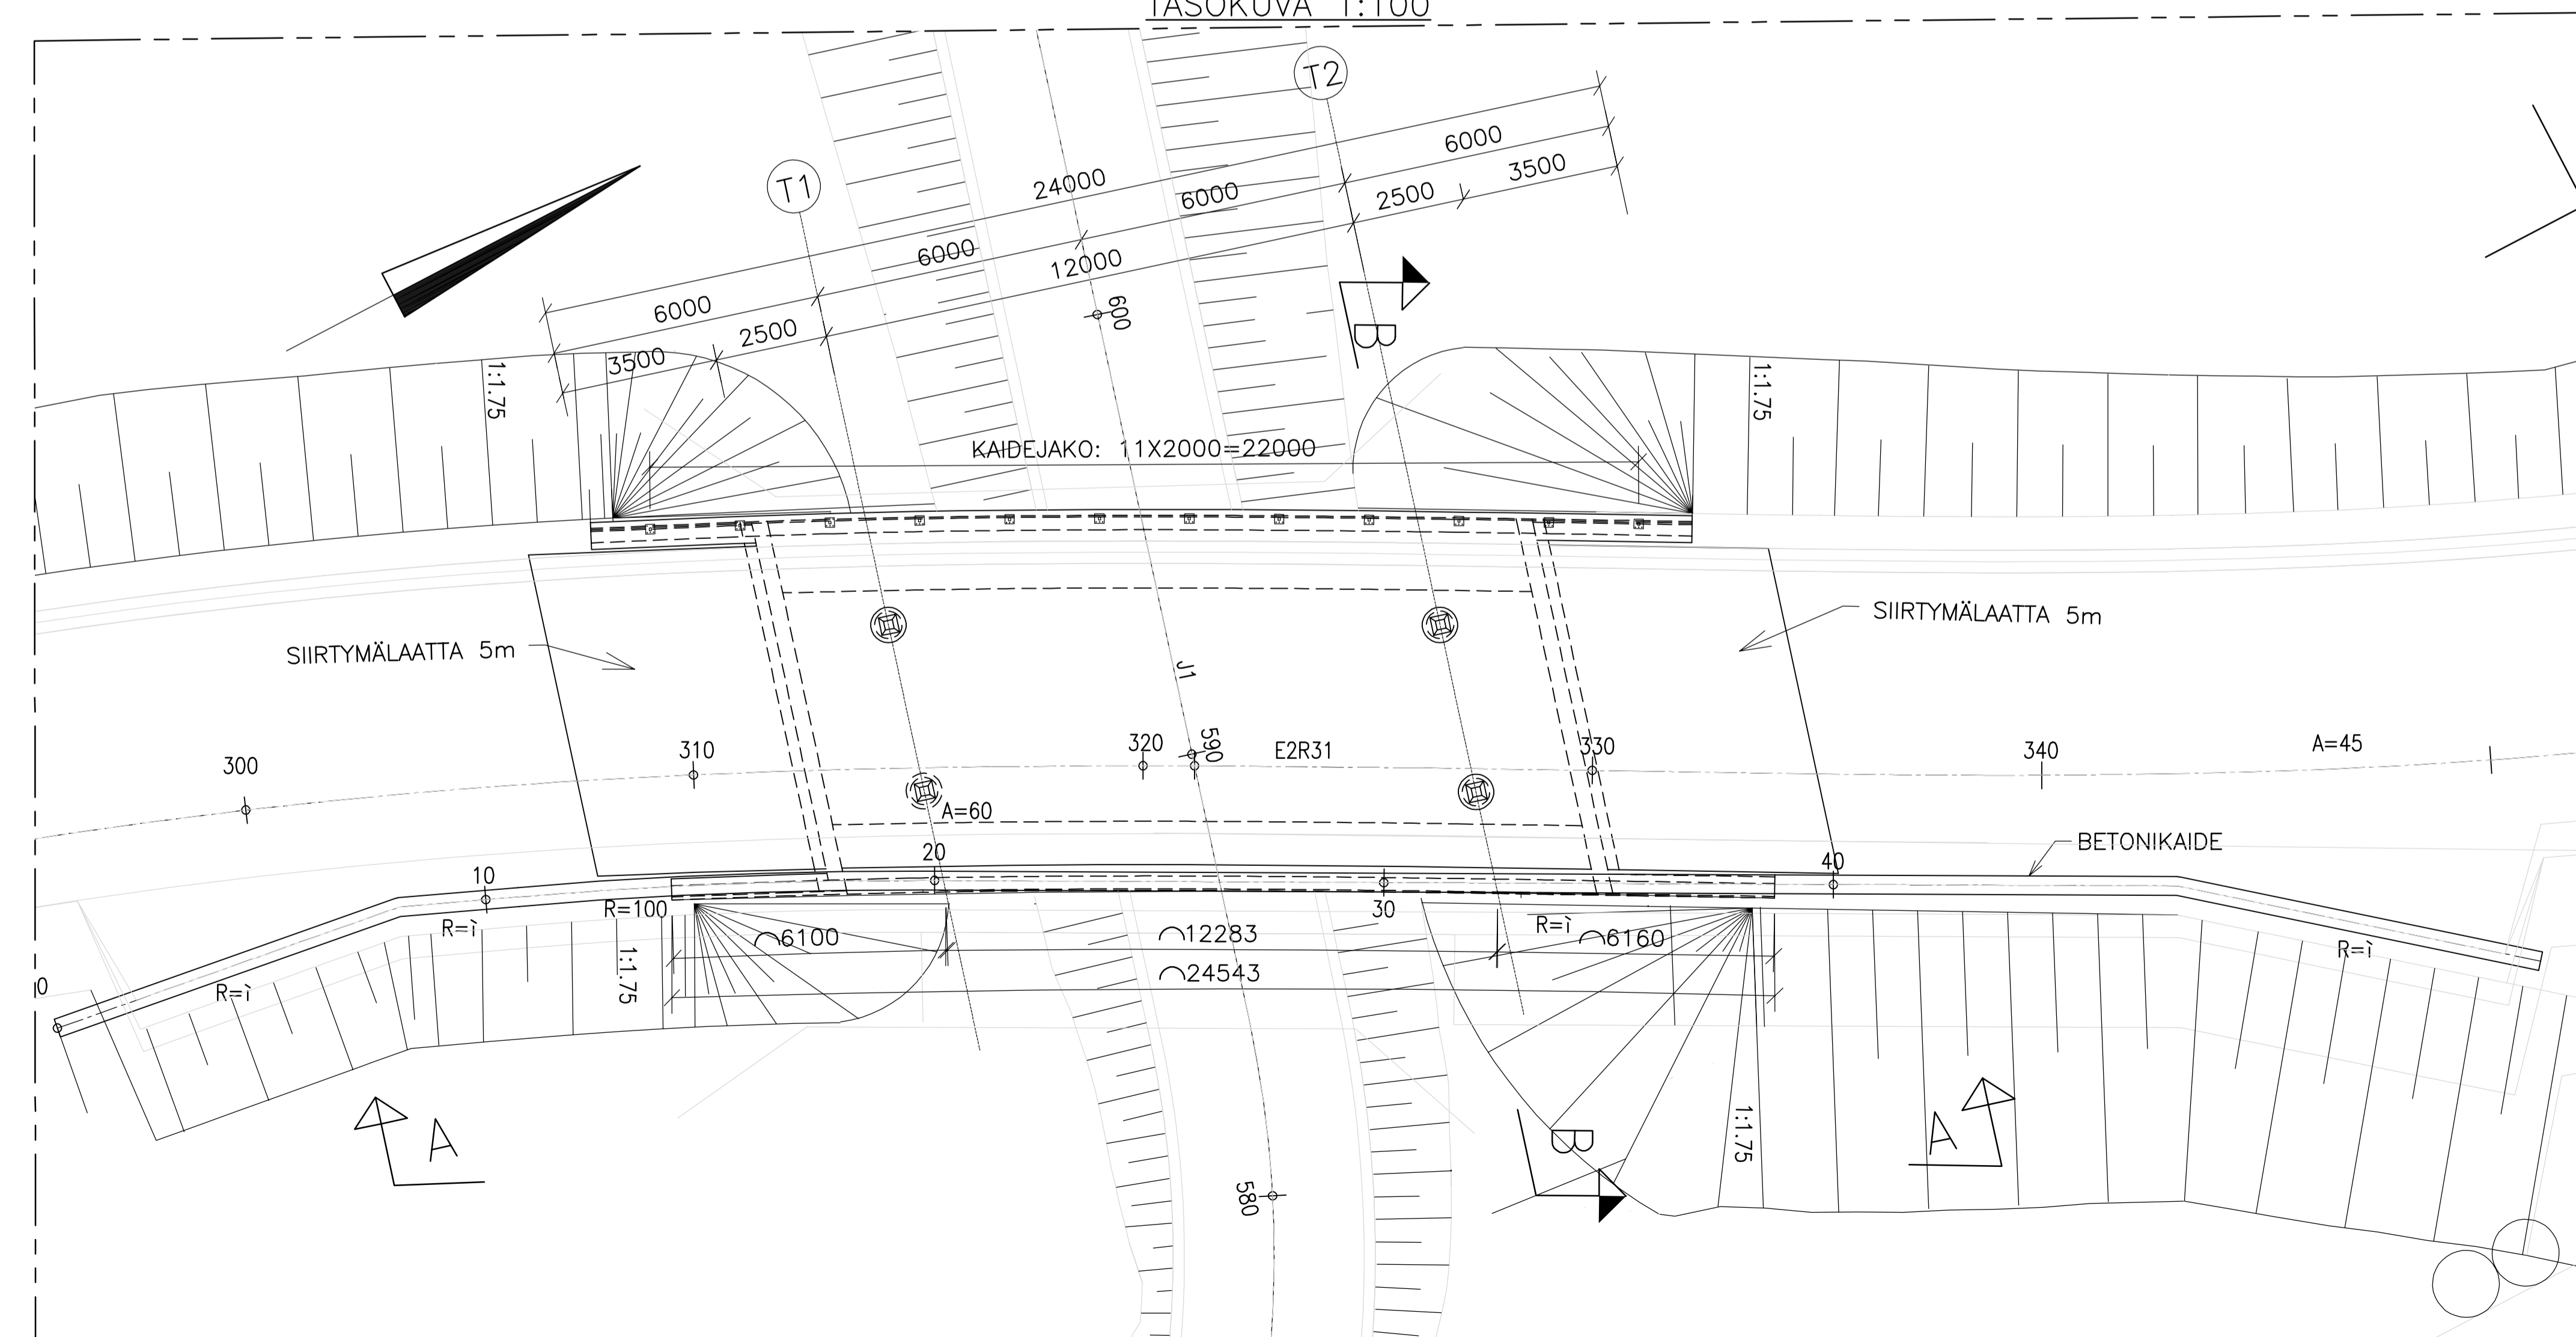 TASOKUVA 1:100
T1
T2
24000
6000
6000
6000
6000
3500
2500
12000
2500
3500
600
B
1:1.75
1:1.75
KAIDEJAKO: 11X2000=22000
SIIRTYMÄLAATTA 5m
SIIRTYMÄLAATTA 5m
J1
590
300
310
320
E2R31
330
340
A=45
A=60
BETONIKAIDE
0
10
20
30
40
R=ì
R=ì
R=100
R=ì
R=ì
6100
12283
6160
24543
1:1.75
1:1.75
A
A
B
580